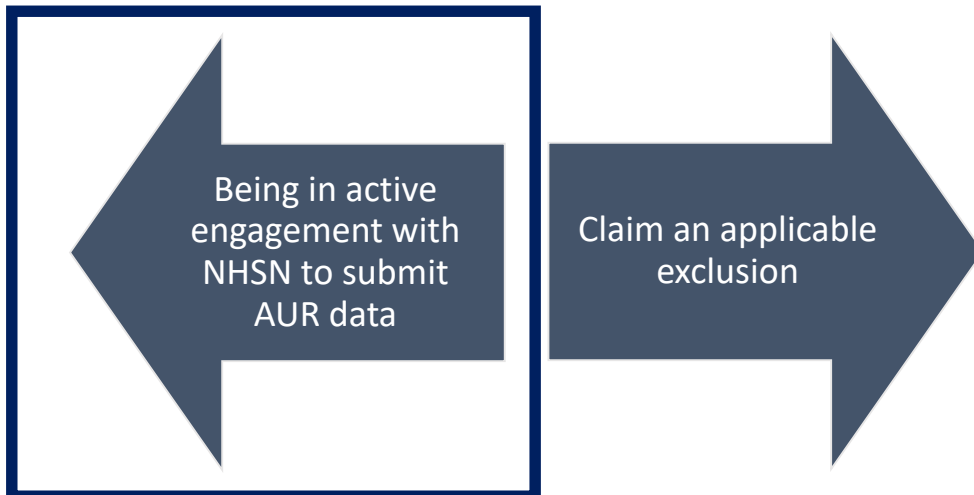 Being in active
engagement with
NHSN to submit
AUR data
Claim an applicable
exclusion